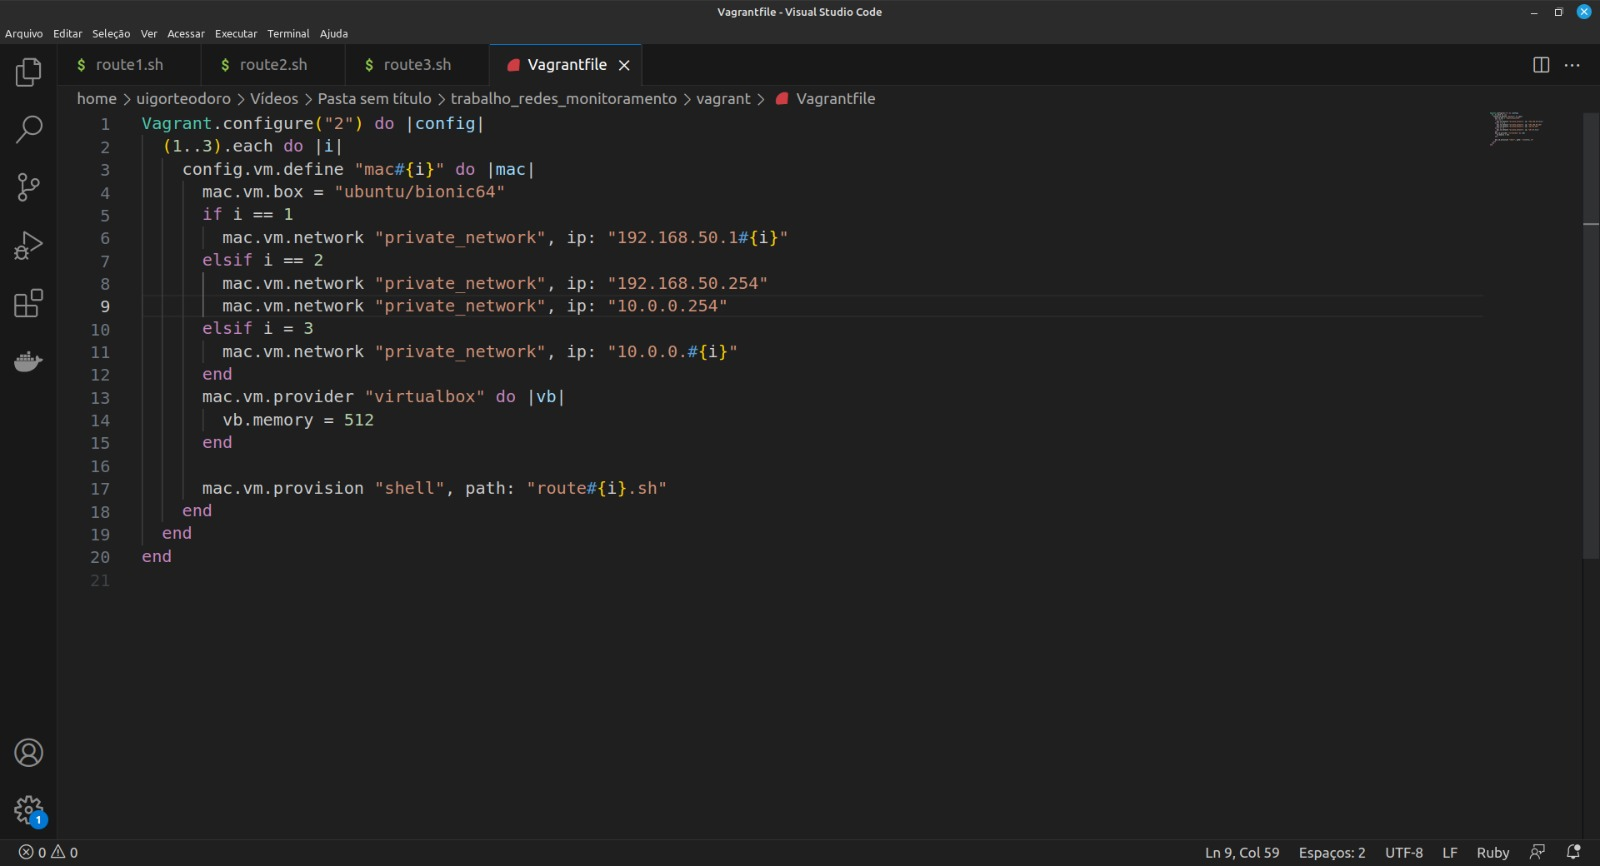 Vagrantfile - Visual Studio Code
Arquivo Editar Seleção Ver Acessar Executar Terminal Ajuda
$ route1.sh $ route2.sh $ route3.sh Vagrantfile
home > uigorteodoro > Vídeos > Pasta sem título > trabalho_redes_monitoramento > vagrant > Vagrantfile
1 Vagrant.configure("2") do |config|
2 (1..3).each do |i|
3 config.vm.define "mac#{i}" do |mac|
4 mac.vm.box = "ubuntu/bionic64"
5 if i == 1
6 mac.vm.network "private_network", ip: "192.168.50.1#{i}"
7 elsif i == 2
8 mac.vm.network "private_network", ip: "192.168.50.254"
9 mac.vm.network "private_network", ip: "10.0.0.254"
10 elsif i = 3
11 mac.vm.network "private_network", ip: "10.0.0.#{i}"
12 end
13 mac.vm.provider "virtualbox" do |vb|
14 vb.memory = 512
15 end
16
17 mac.vm.provision "shell", path: "route#{i}.sh"
18 end
19 end
20 end
21
1
0 0 Ln 9, Col 59 Espaços: 2 UTF-8 LF Ruby